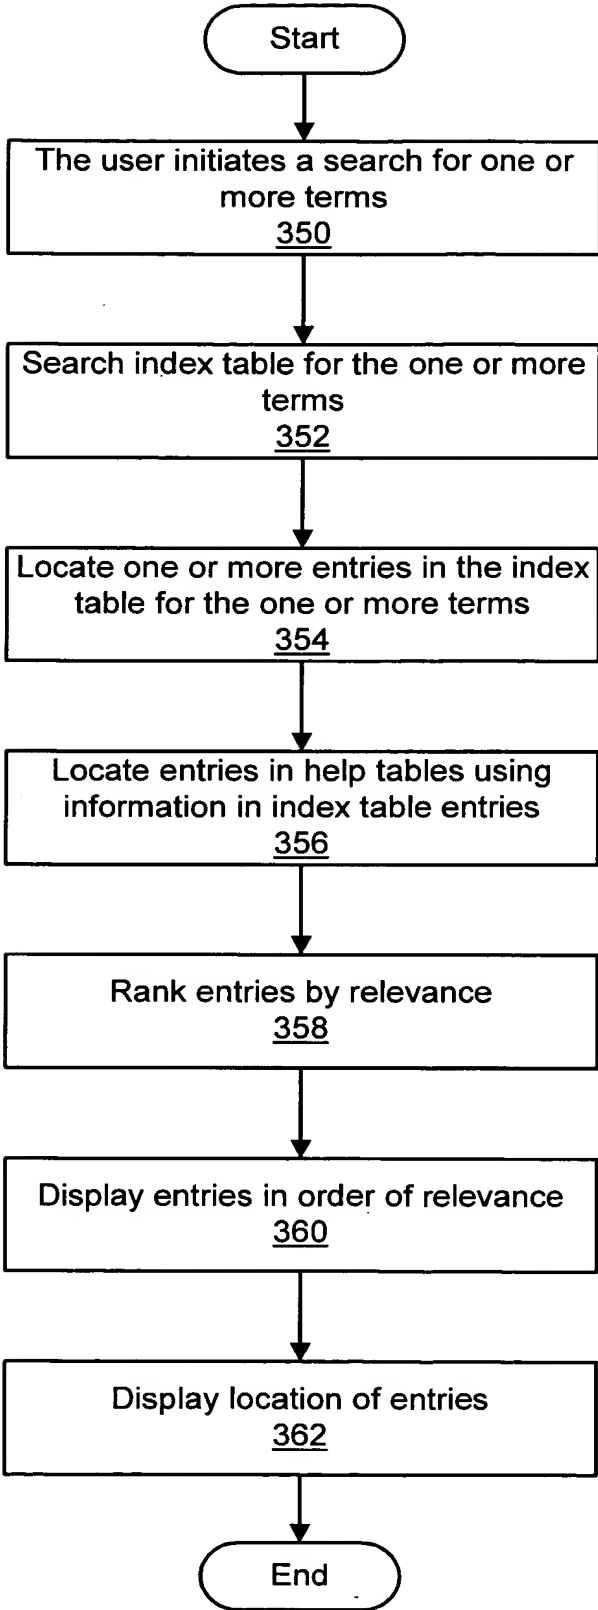 Start
The user initiates a search for one or
more terms
350
Search index table for the one or more
terms
352
Locate one or more entries in the index
table for the one or more terms
354
Locate entries in help tables using
information in index table entries
356
Rank entries by relevance
358
Display entries in order of relevance
360
Display location of entries
362
End